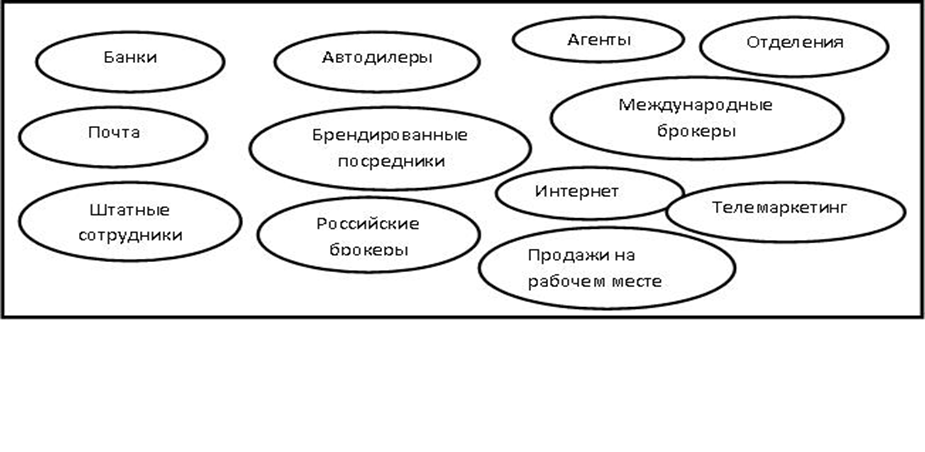 Банки
Автодилеры
Агенты
Отделения
Почта
Брендированные
посредники
Международные
брокеры
Штатные
сотрудники
Российские
брокеры
Интернет
Телемаркетинг
Продажи на
рабочем месте